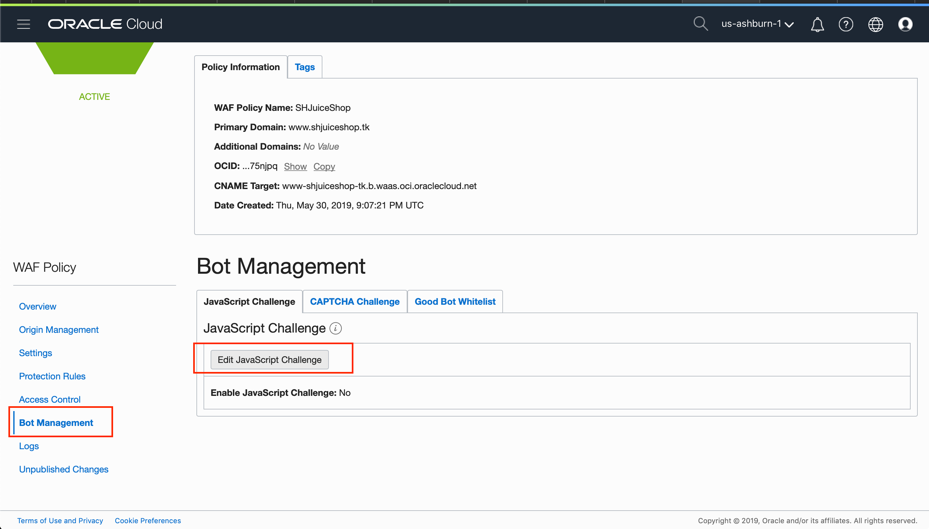 ORACLE Cloud
us-ashburn-1
ACTIVE
Policy Information
Tags
WAF Policy Name: SHJuiceShop
Primary Domain: www.shjuiceshop.tk
Additional Domains: No Value
OCID: ...75njpq Show Copy
CNAME Target: www-shjuiceshop-tk.b.waas.oci.oraclecloud.net
Date Created: Thu, May 30, 2019, 9:07:21 PM UTC
WAF Policy
Overview
Origin Management
Settings
Protection Rules
Access Control
Bot Management
Logs
Unpublished Changes
Bot Management
JavaScript Challenge
CAPTCHA Challenge
Good Bot Whitelist
JavaScript Challenge i
Edit JavaScript Challenge
Enable JavaScript Challenge: No
Terms of Use and Privacy Cookie Preferences
Copyright © 2019, Oracle and/or its affiliates. All rights reserved.